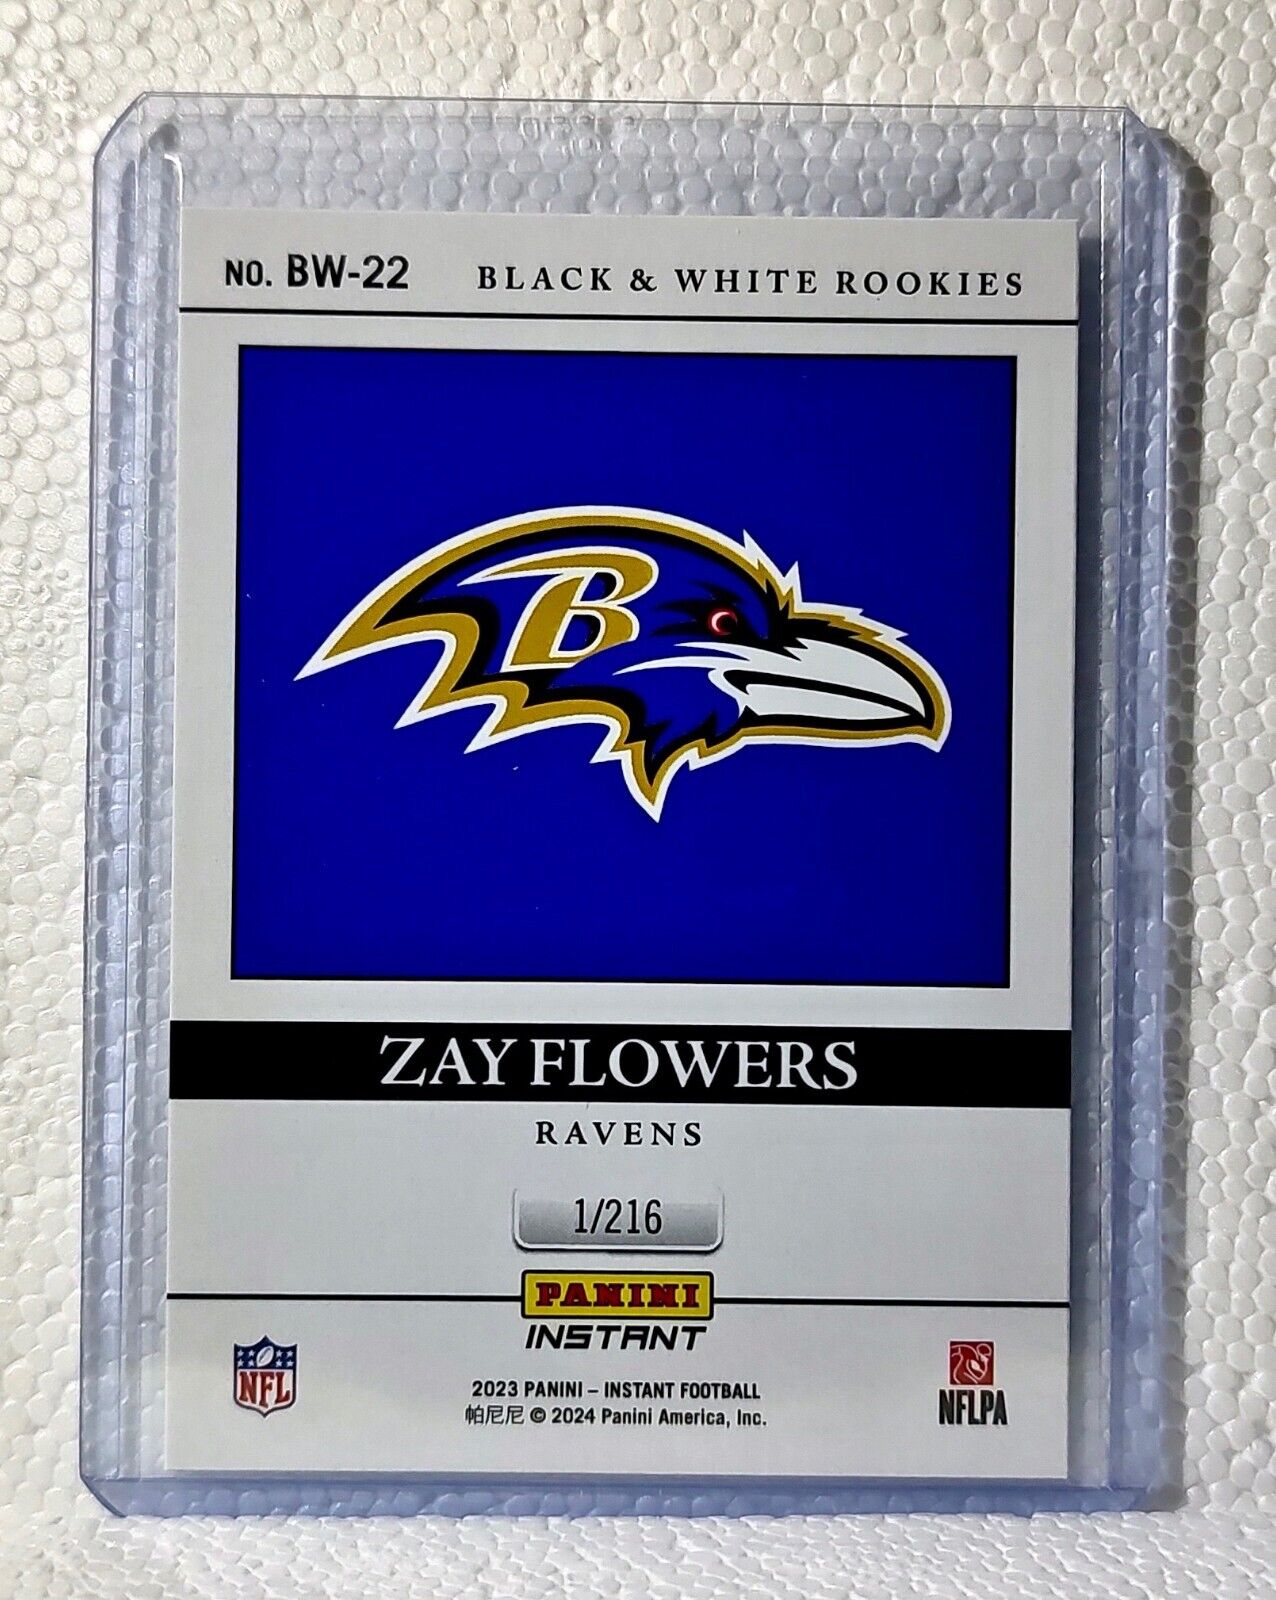 NO. BW-22 BLACK & WHITE ROOKIES
B
ZAY FLOWERS
RAVENS
1/216
PANINI
INSTANT
NFL
NFLPA
2023 PANINI – INSTANT FOOTBALL
帕尼尼 © 2024 Panini America, Inc.